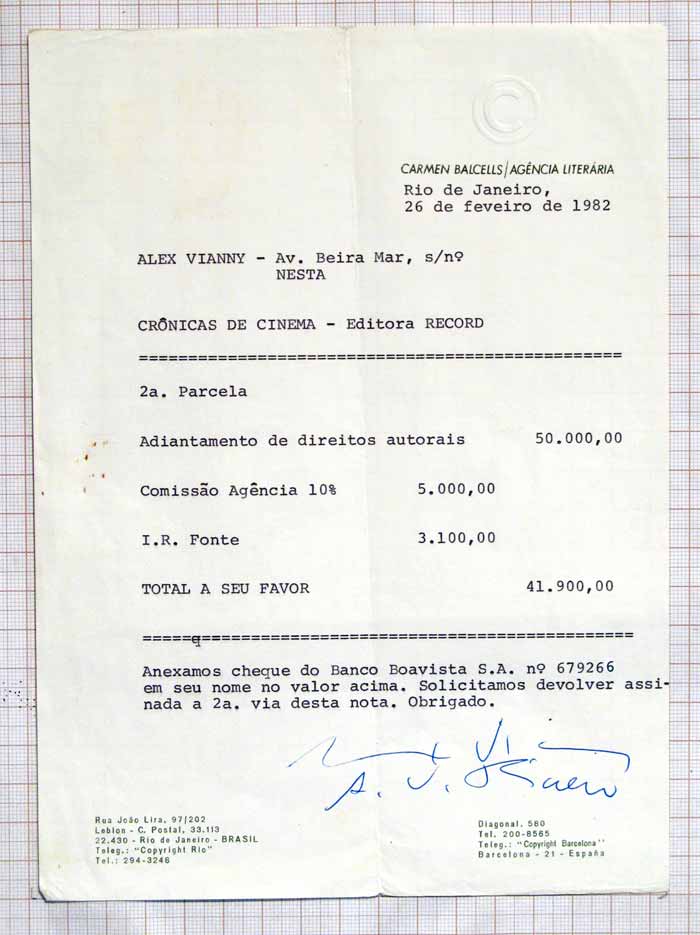 ©
CARMEN BALCELLS/AGÊNCIA LITERÁRIA
Rio de Janeiro,
26 de feveiro de 1982
ALEX VIANNY - Av. Beira Mar, s/nº
NESTA
CRÔNICAS DE CINEMA - Editora RECORD
=================================================
2a. Parcela
Adiantamento de direitos autorais 50.000,00
Comissão Agência 10% 5.000,00
I.R. Fonte 3.100,00
TOTAL A SEU FAVOR 41.900,00
=====q============================================
Anexamos cheque do Banco Boavista S.A. nº 679266
em seu nome no valor acima. Solicitamos devolver assi-
nada a 2a. via desta nota. Obrigado.
Rua João Lira, 97/202
Leblon - C. Postal, 33.113
22.430 - Rio de Janeiro - BRASIL
Teleg.: "Copyright Rio"
Tel.: 294-3246
Diagonal, 580
Tel. 200-8565
Teleg.: "Copyright Barcelona"
Barcelona - 21 - España